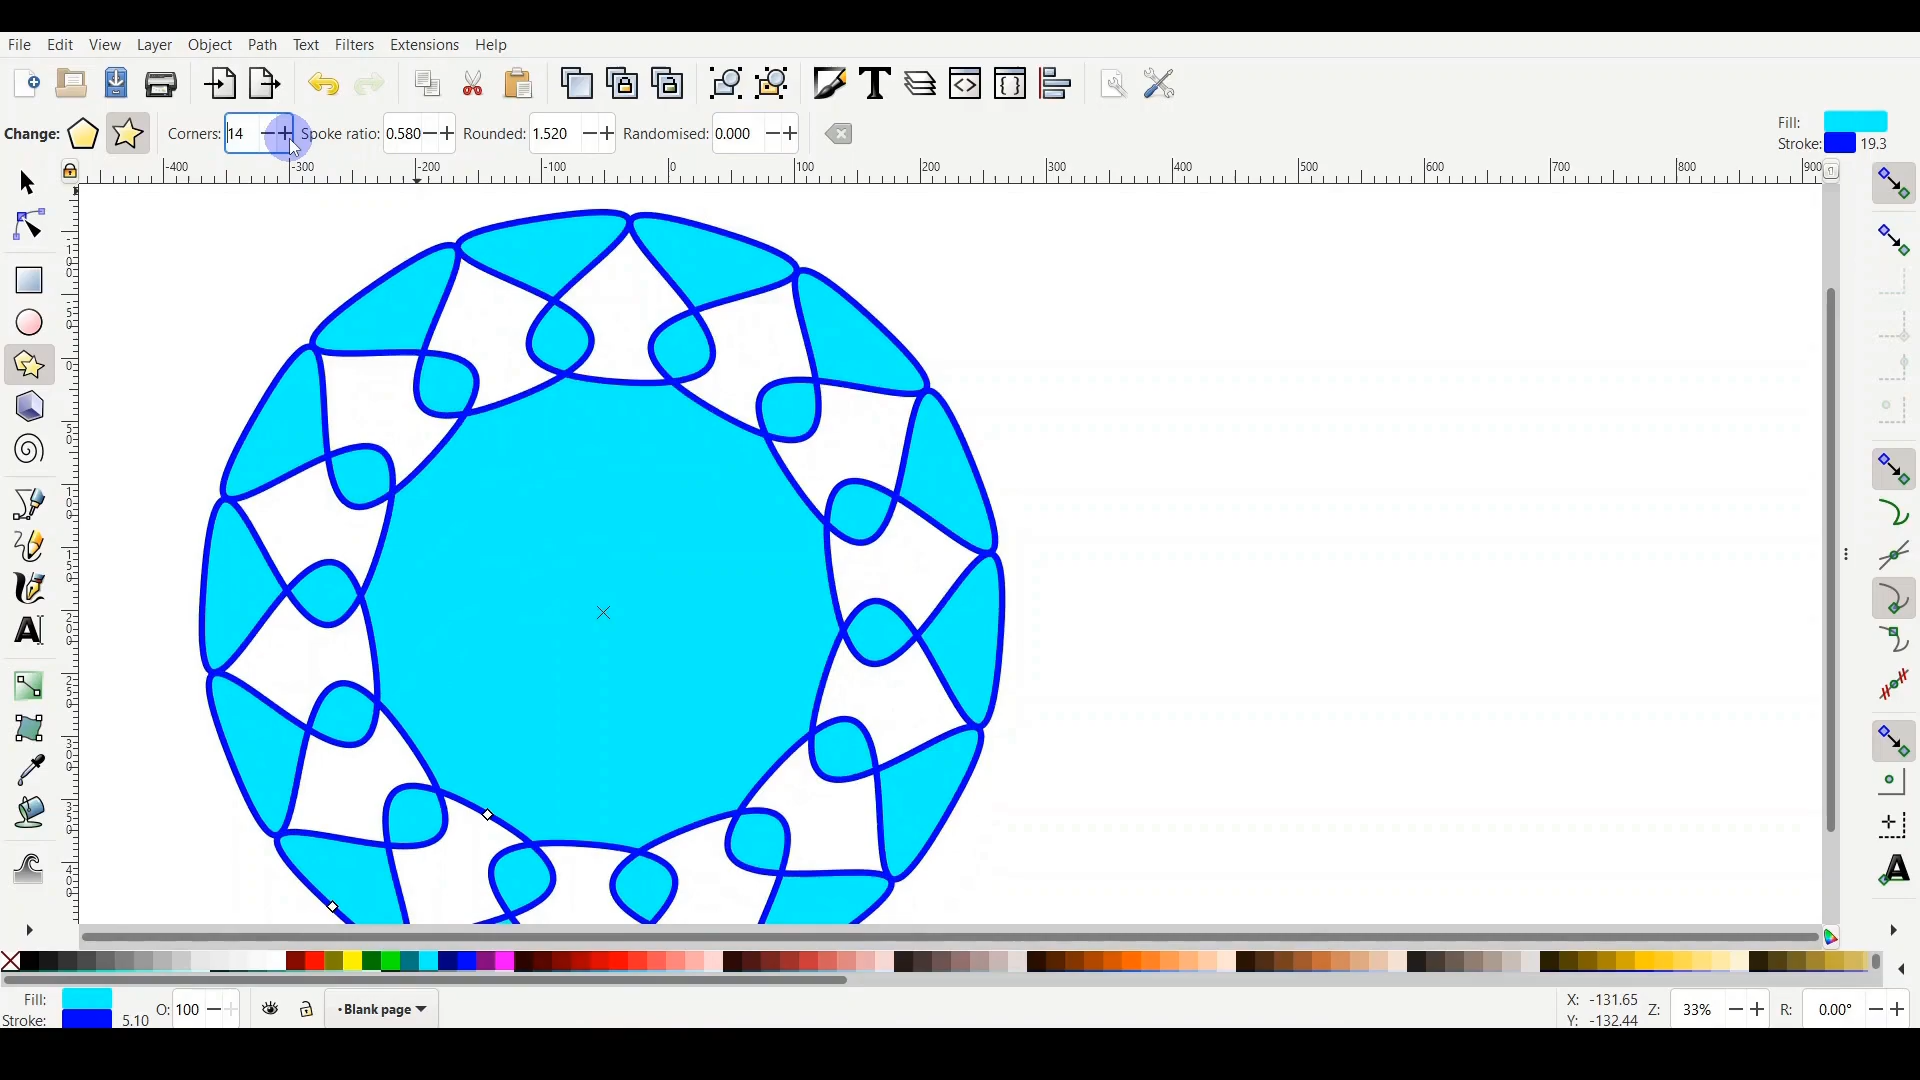 File Edit View Layer Object Path Text Filters Extensions Help
Change: Corners: 14 Spoke ratio: 0.580 Rounded: 1.520 Randomised: 0.000 Fill:
Stroke: 19.3
-400 -300 -200 -100 0 100 200 300 400 500 600 700 800 900
Fill: O: 100 Blank page X: -131.65 Z: 33% R: 0.00°
Stroke: 5.10 Y: -132.44